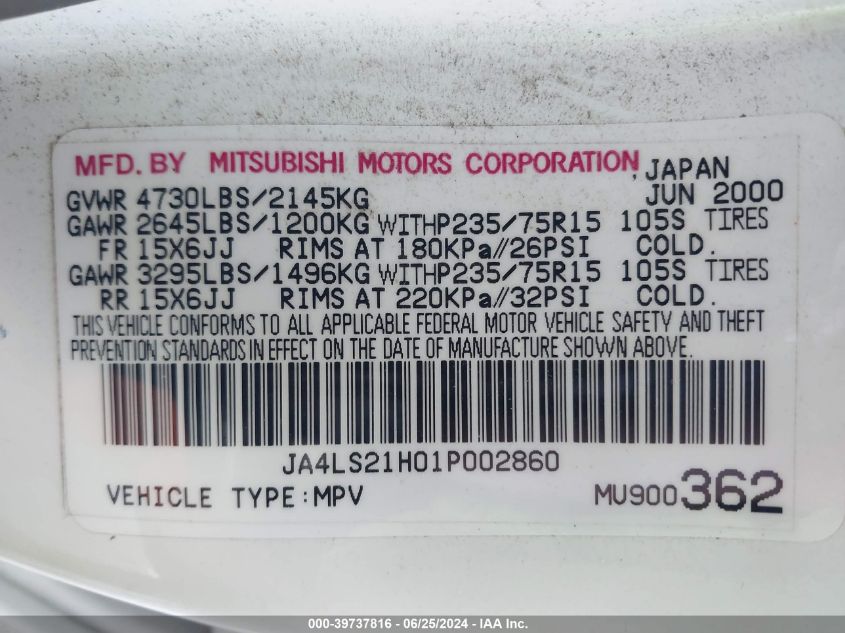 MFD. BY MITSUBISHI MOTORS CORPORATION, JAPAN
GVWR 4730LBS/2145KG JUN 2000
GAWR 2645LBS/1200KG WITHP235/75R15 105S TIRES
FR 15X6JJ RIMS AT 180KPa//26PSI COLD.
GAWR 3295LBS/1496KG WITHP235/75R15 105S TIRES
RR 15X6JJ RIMS AT 220KPa//32PSI COLD.
THIS VEHICLE CONFORMS TO ALL APPLICABLE FEDERAL MOTOR VEHICLE SAFETY AND THEFT
PREVENTION STANDARDS IN EFFECT ON THE DATE OF MANUFACTURE SHOWN ABOVE.
JA4LS21H01P002860
VEHICLE TYPE:MPV MU900362
000-39737816 - 06/25/2024 - IAA Inc.